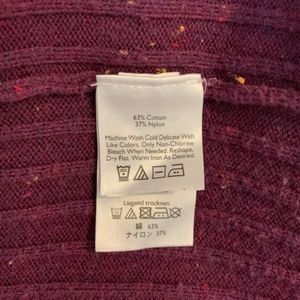 63% Cotton
37% Nylon
Machine Wash Cold Delicate With
Like Colors. Only Non-Chlorine
Bleach When Needed. Reshape.
Dry Flat. Warm Iron As Desired.
Liegend trocknen.
綿 63%
ナイロン 37%